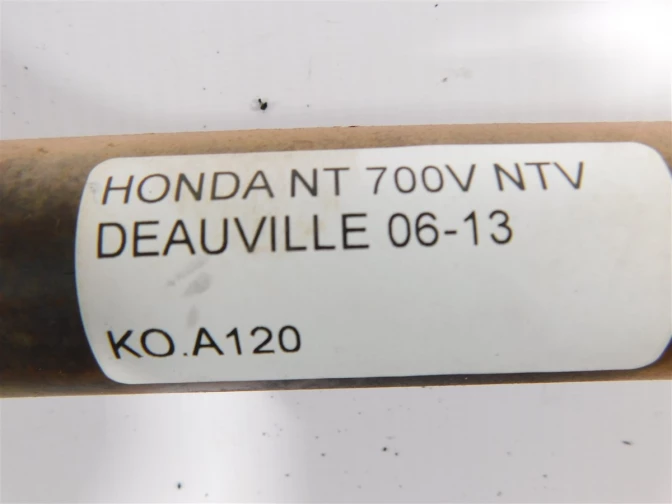 HONDA NT 700V NTV
DEAUVILLE 06-13
KO.A120